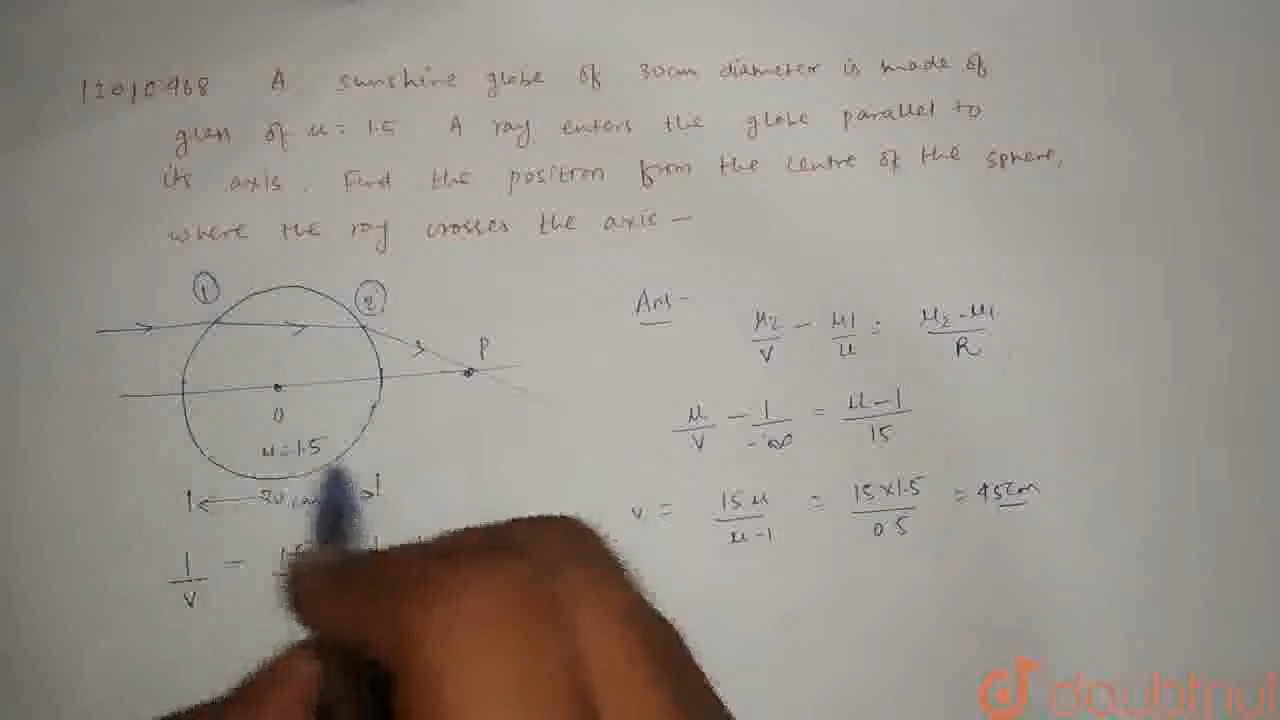 12010468 A sunshine globe of 30cm diameter is made of
glass of μ = 1.5 A ray enters the globe parallel to
its axis. Find the position from the centre of the sphere,
where the ray crosses the axis —
① ②
P
O
μ=1.5
Ans -
μ2/v - μ1/u = μ2-μ1/R
μ/v - 1/-∞ = μ-1/15
v = 15μ/μ-1 = 15×1.5/0.5 = 45cm
1/v =
doubtnut